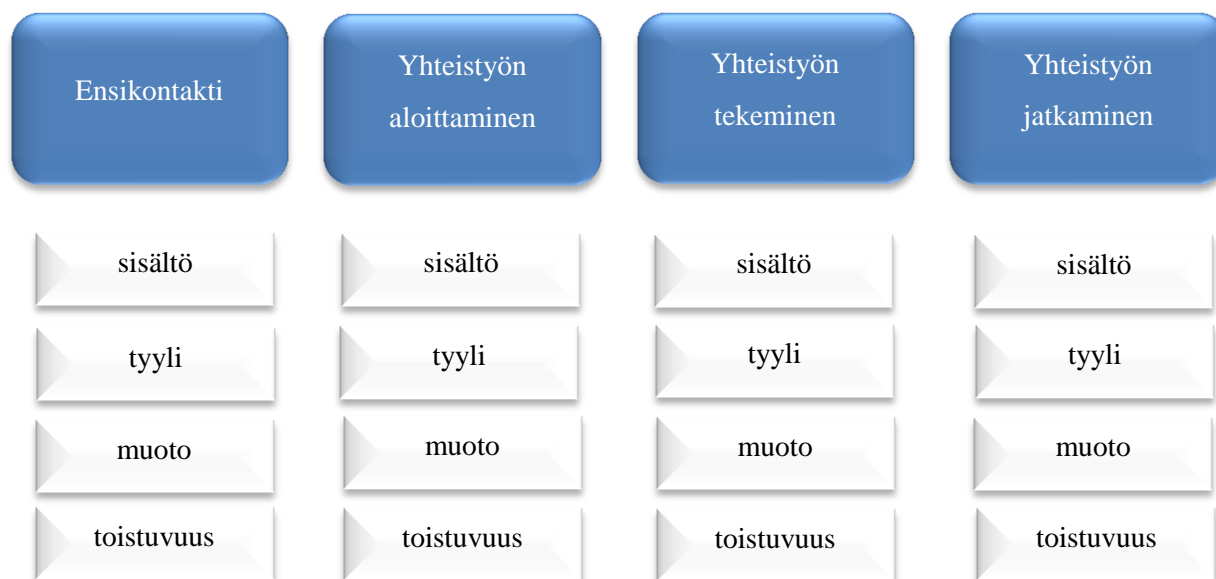 Ensikontakti
Yhteistyön
aloittaminen
Yhteistyön
tekeminen
Yhteistyön
jatkaminen
sisältö
sisältö
sisältö
sisältö
tyyli
tyyli
tyyli
tyyli
muoto
muoto
muoto
muoto
toistuvuus
toistuvuus
toistuvuus
toistuvuus